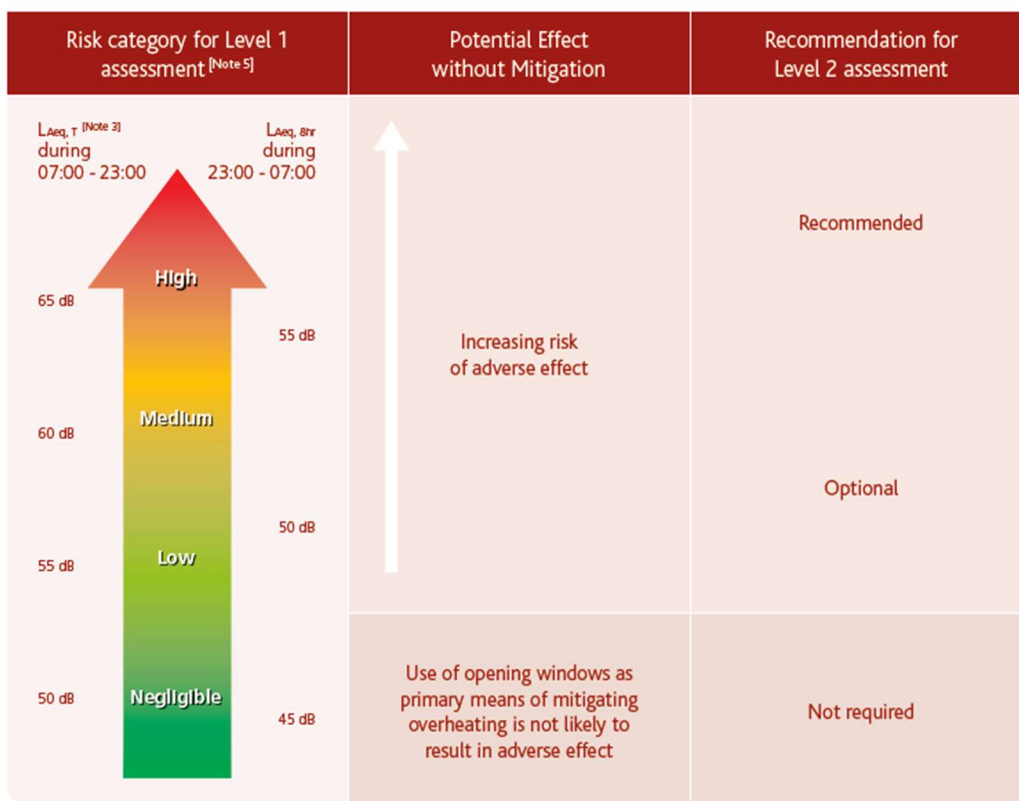 Risk category for Level 1
assessment [Note 5]
Potential Effect
without Mitigation
Recommendation for
Level 2 assessment
LAeq, T [Note 3]
during
07:00 - 23:00
LAeq, 8hr
during
23:00 - 07:00
High
65 dB
55 dB
Medium
60 dB
50 dB
Low
55 dB
Negligible
50 dB
45 dB
Increasing risk
of adverse effect
Use of opening windows as
primary means of mitigating
overheating is not likely to
result in adverse effect
Recommended
Optional
Not required